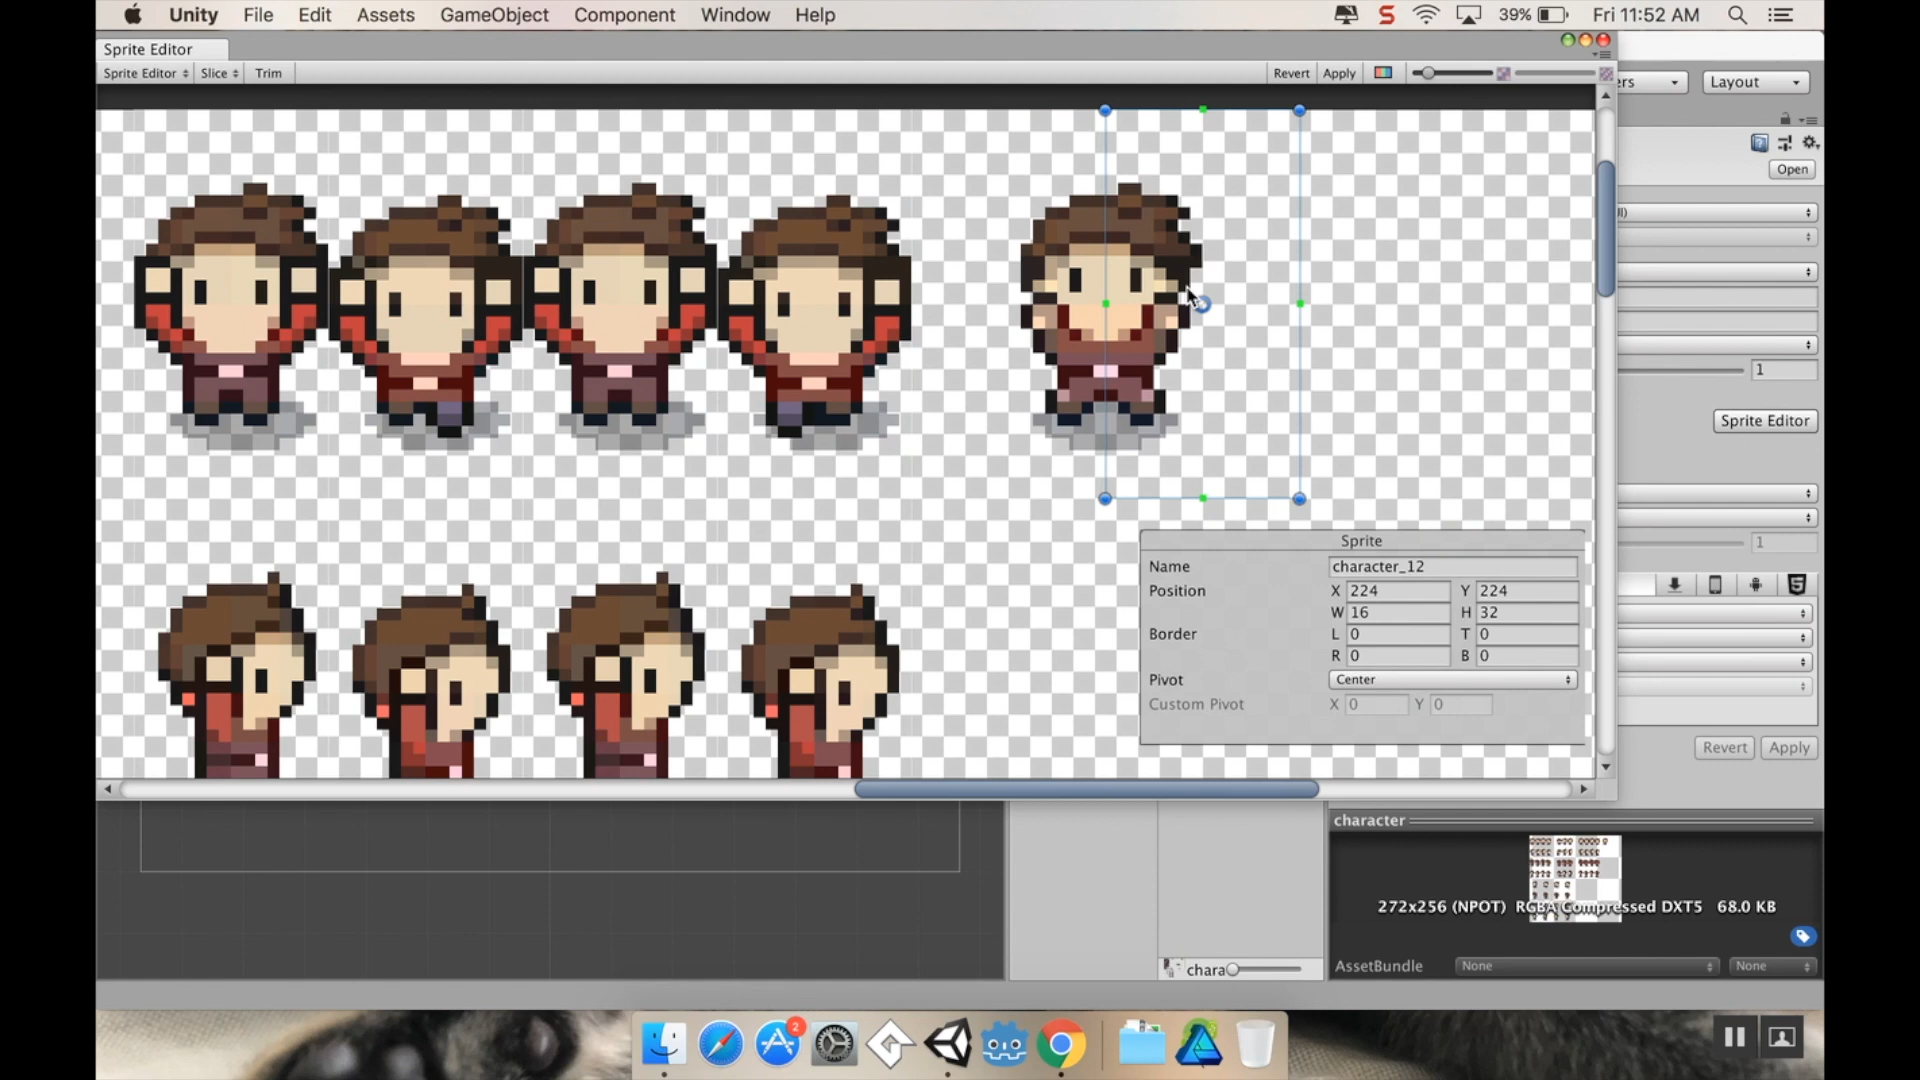 Unity File Edit Assets GameObject Component Window Help 39% Fri 11:52 AM
Sprite Editor
Sprite Editor Slice Trim Revert Apply
ers Layout
Open
1
Sprite Editor
Sprite
Name character_12
Position X 224 Y 224
W 16 H 32
1
Border L 0 T 0
R 0 B 0
Pivot Center
Custom Pivot X 0 Y 0
Revert Apply
character
272x256 (NPOT) RGBA Compressed DXT5 68.0 KB
chara
AssetBundle None None
2